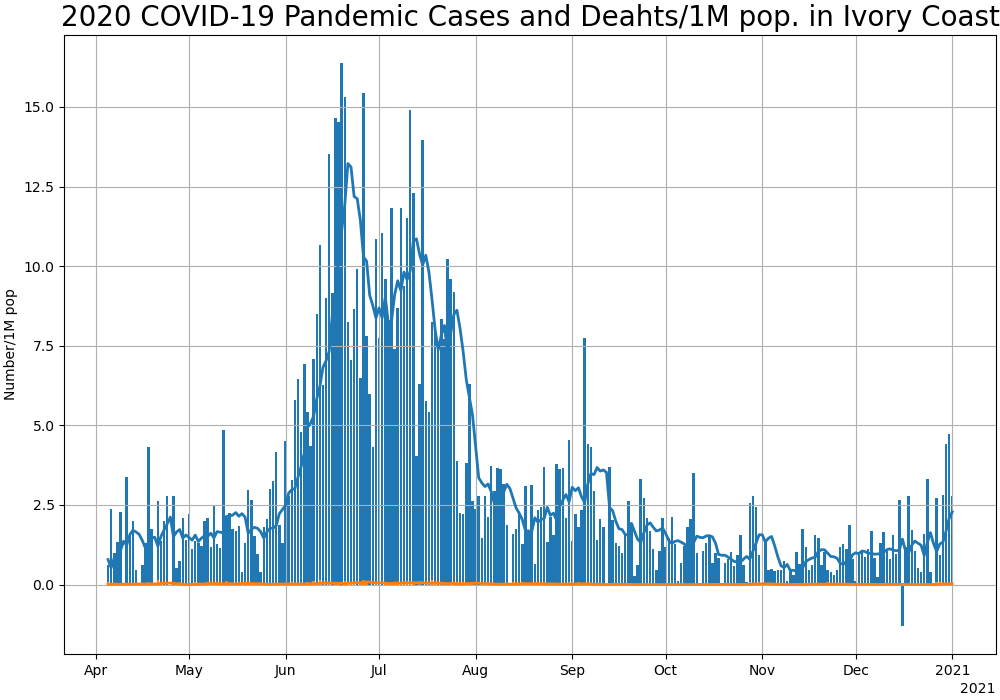 2020 COVID-19 Pandemic Cases and Deahts/1M pop. in Ivory Coast
Number/1M pop
15.0
12.5
10.0
7.5
5.0
2.5
0.0
Apr May Jun Jul Aug Sep Oct Nov Dec 2021
2021